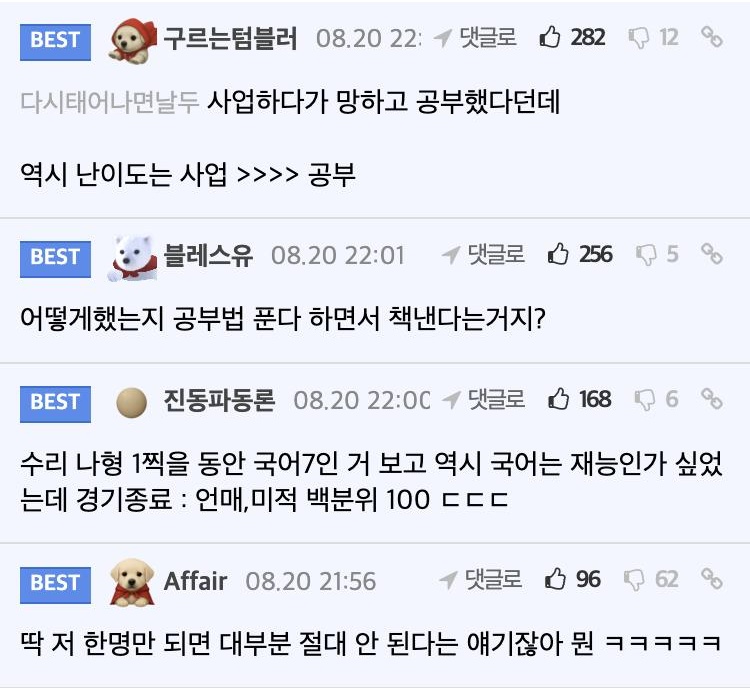 BEST 구르는텀블러 08.20 22: 댓글로 282 12
다시태어나면날두 사업하다가 망하고 공부했다던데
역시 난이도는 사업 >>>> 공부
BEST 블레스유 08.20 22:01 댓글로 256 5
어떻게했는지 공부법 푼다 하면서 책낸다는거지?
BEST 진동파동론 08.20 22:00 댓글로 168 6
수리 나형 1찍을 동안 국어7인 거 보고 역시 국어는 재능인가 싶었
는데 경기종료 : 언매,미적 백분위 100 ㄷㄷㄷ
BEST Affair 08.20 21:56 댓글로 96 62
딱 저 한명만 되면 대부분 절대 안 된다는 얘기잖아 뭔 ㅋㅋㅋㅋㅋ